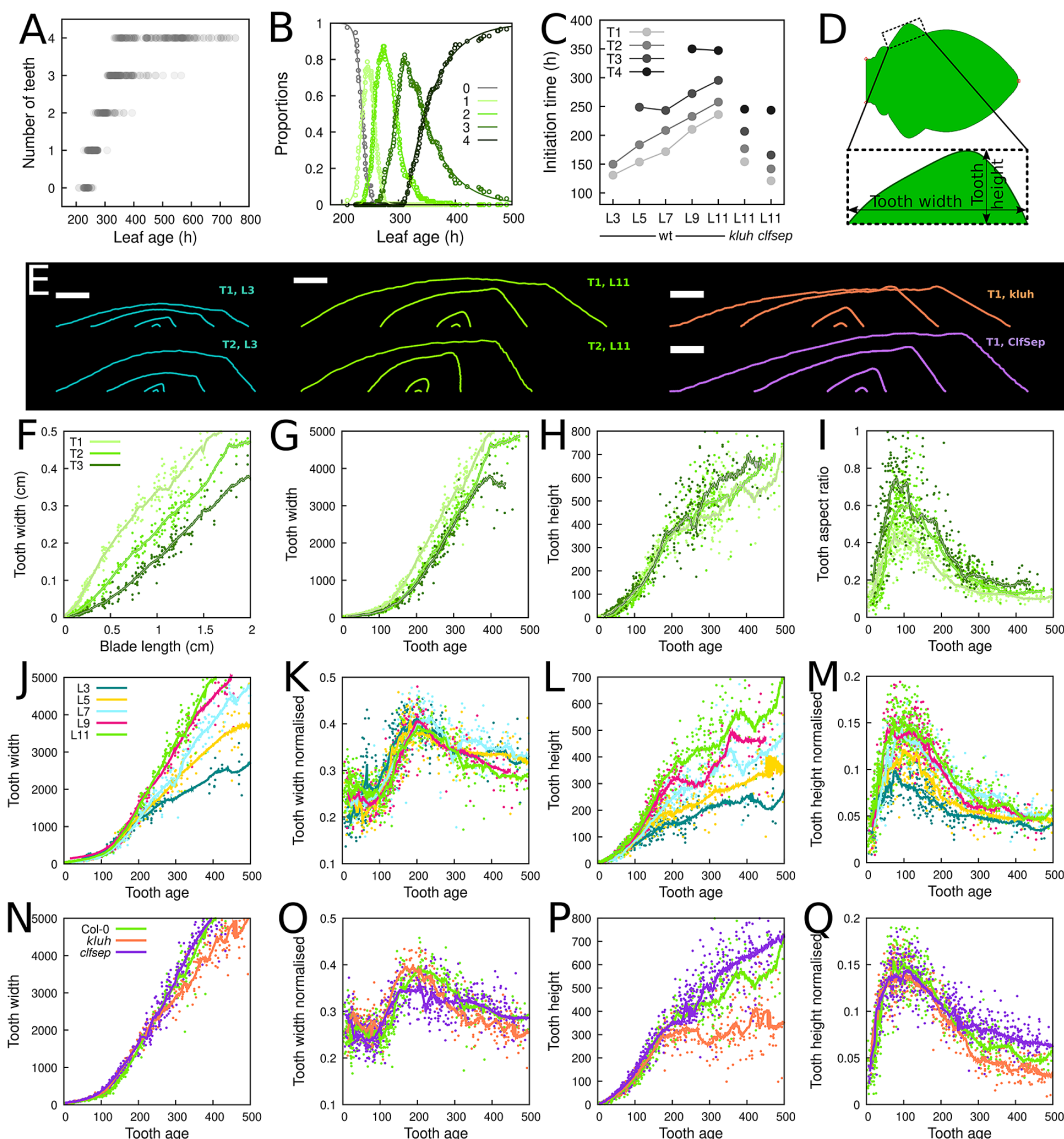 A
Number of teeth
4
3
2
1
0
200 300 400 500 600 700 800
Leaf age (h)
B
Proportions
1
0.8
0.6
0.4
0.2
0
0
1
2
3
4
200 300 400 500
Leaf age (h)
C
Initiation time (h)
400
350
300
250
200
150
100
T1
T2
T3
T4
L3 L5 L7 L9 L11 L11 L11
wt kluh clfsep
D
Tooth height
Tooth width
E
T1, L3
T2, L3
T1, L11
T2, L11
T1, kluh
T1, ClfSep
F
Tooth width (cm)
0.5
0.4
0.3
0.2
0.1
0
T1
T2
T3
0 0.5 1 1.5 2
Blade length (cm)
G
Tooth width
5000
4000
3000
2000
1000
0
0 100 200 300 400 500
Tooth age
H
Tooth height
800
700
600
500
400
300
200
100
0
0 100 200 300 400 500
Tooth age
I
Tooth aspect ratio
1
0.8
0.6
0.4
0.2
0
0 100 200 300 400 500
Tooth age
J
Tooth width
5000
4000
3000
2000
1000
0
L3
L5
L7
L9
L11
0 100 200 300 400 500
Tooth age
K
Tooth width normalised
0.5
0.4
0.3
0.2
0.1
0 100 200 300 400 500
Tooth age
L
Tooth height
700
600
500
400
300
200
100
0
0 100 200 300 400 500
Tooth age
M
Tooth height normalised
0.2
0.15
0.1
0.05
0
0 100 200 300 400 500
Tooth age
N
Tooth width
5000
4000
3000
2000
1000
0
Col-0
kluh
clfsep
0 100 200 300 400 500
Tooth age
O
Tooth width normalised
0.5
0.4
0.3
0.2
0.1
0 100 200 300 400 500
Tooth age
P
Tooth height
800
700
600
500
400
300
200
100
0
0 100 200 300 400 500
Tooth age
Q
Tooth height normalised
0.2
0.15
0.1
0.05
0
0 100 200 300 400 500
Tooth age